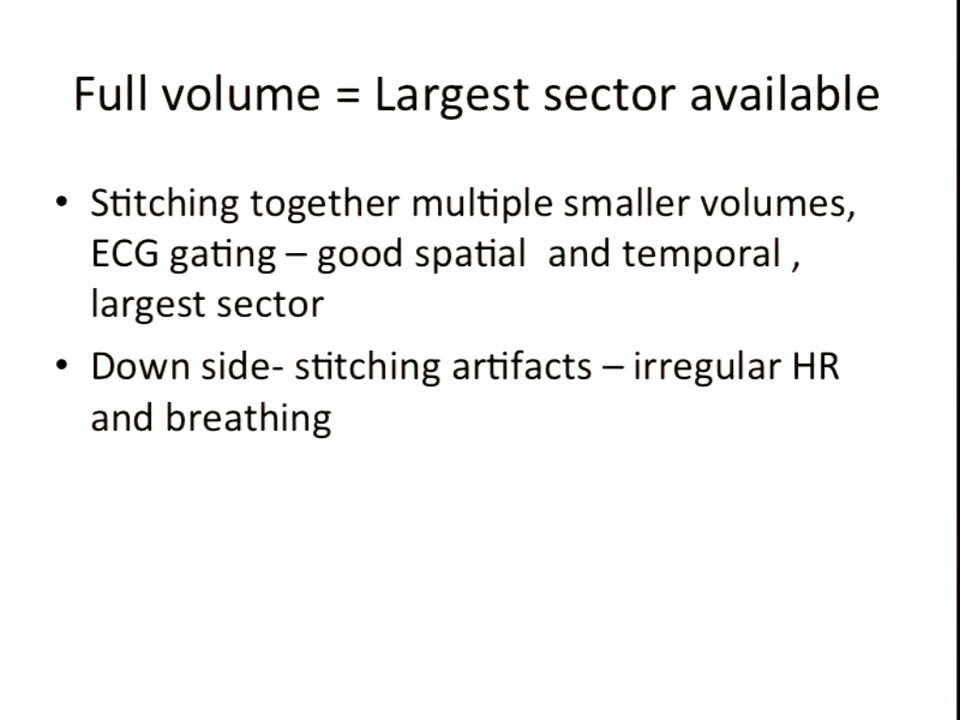 Full volume = Largest sector available
• Stitching together multiple smaller volumes,
ECG gating – good spatial  and temporal ,
largest sector
• Down side- stitching artifacts – irregular HR
and breathing